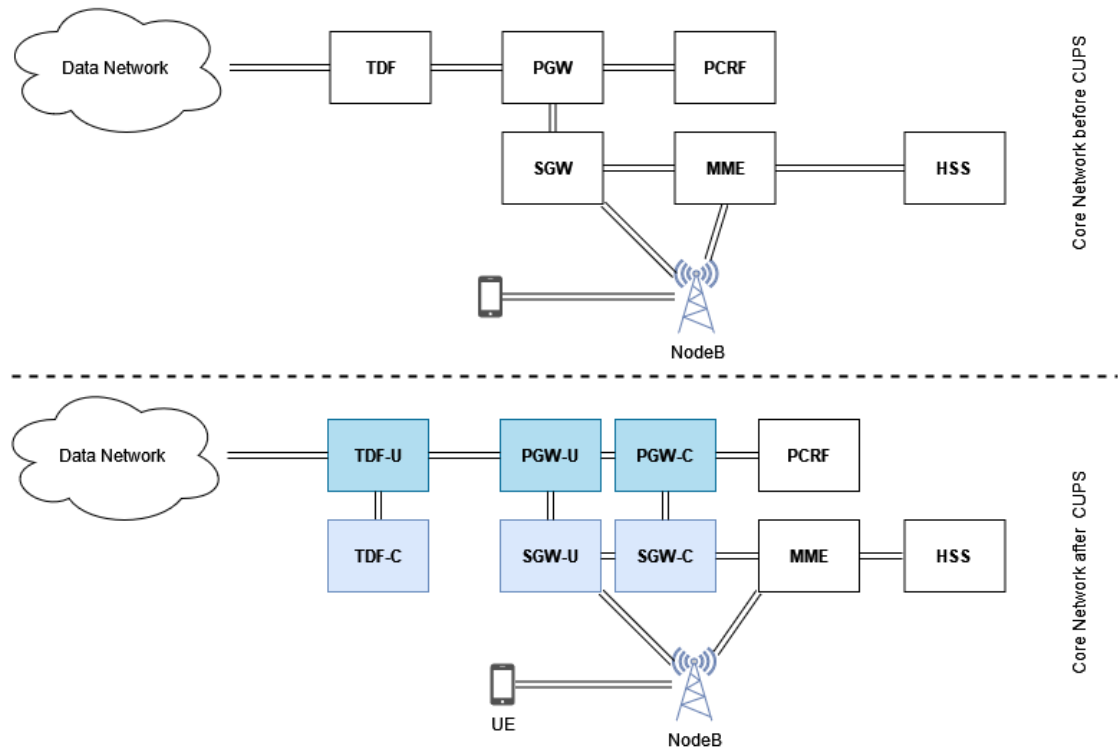 Data Network
TDF
PGW
PCRF
SGW
MME
HSS
NodeB
Core Network before CUPS
Data Network
TDF-U
PGW-U
PGW-C
PCRF
TDF-C
SGW-U
SGW-C
MME
HSS
UE
NodeB
Core Network after CUPS